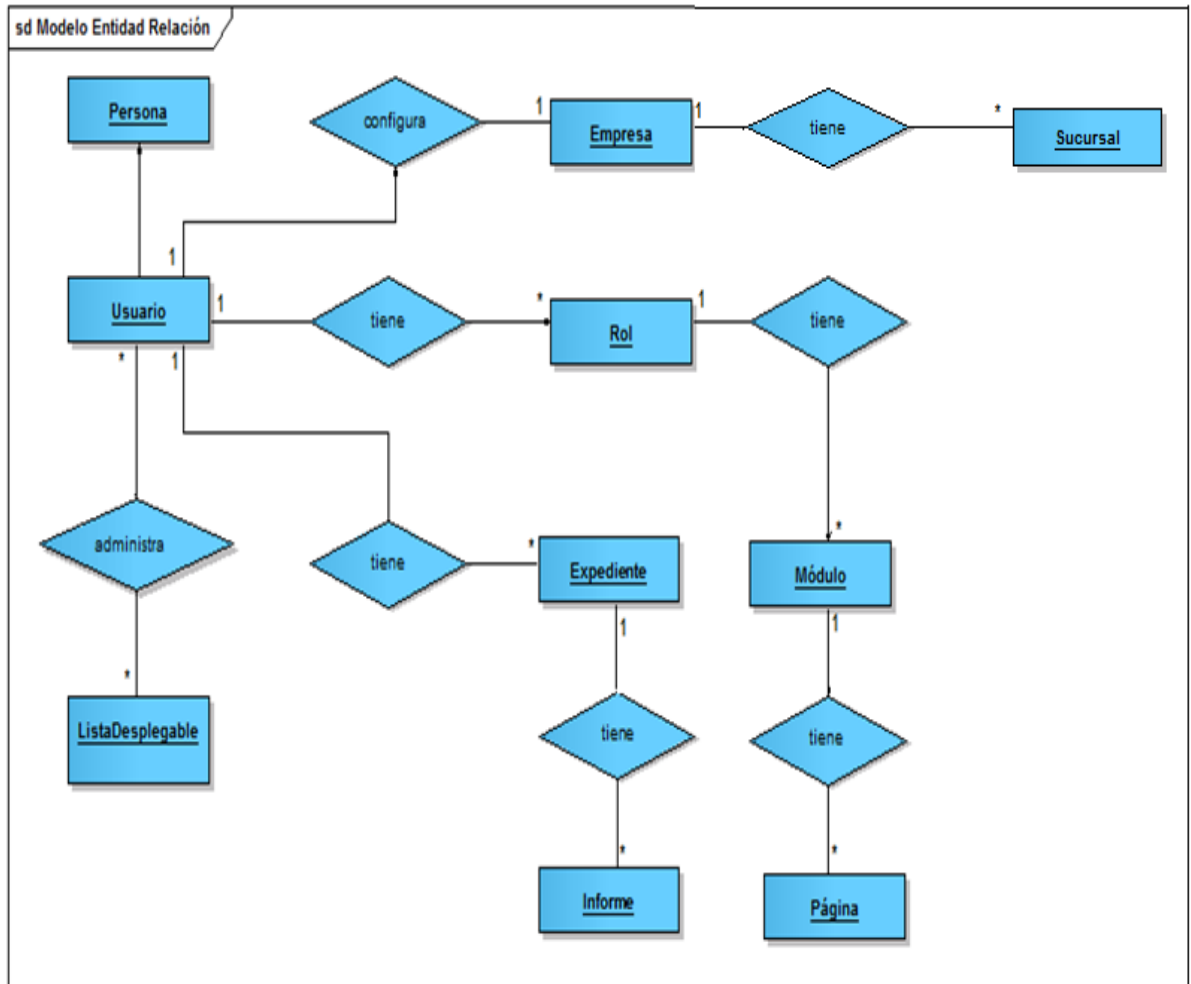 sd Modelo Entidad Relación
Persona
configura
1
Empresa
1
tiene
*
Sucursal
1
Usuario
1
tiene
*
Rol
1
tiene
*
1
administra
tiene
*
Expediente
*
Módulo
1
1
*
ListaDesplegable
tiene
tiene
*
*
Informe
Página